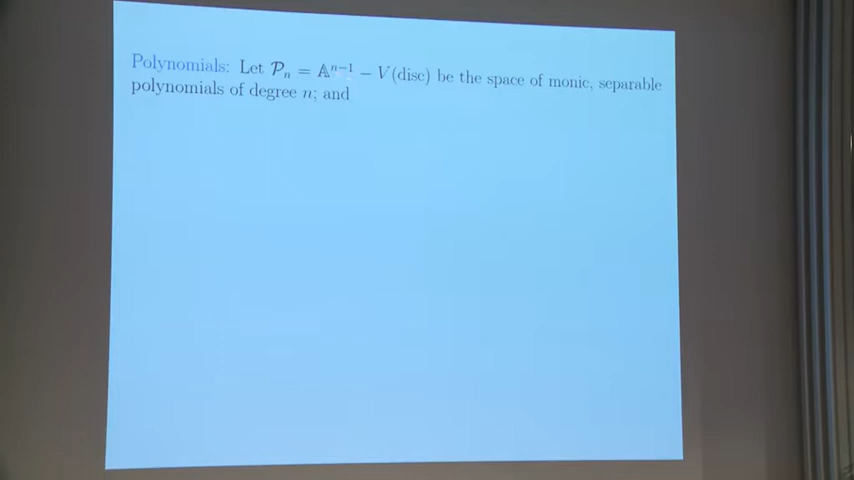 Polynomials: Let 𝒫ₙ = 𝔸ⁿ⁻¹ − V(disc) be the space of monic, separable
polynomials of degree n; and